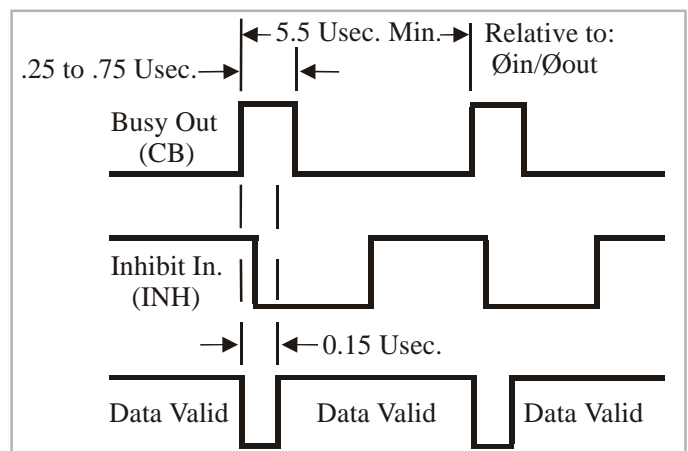 5.5 Usec. Min.
Relative to:
Øin/Øout
.25 to .75 Usec.
Busy Out
(CB)
Inhibit In.
(INH)
0.15 Usec.
Data Valid
Data Valid
Data Valid